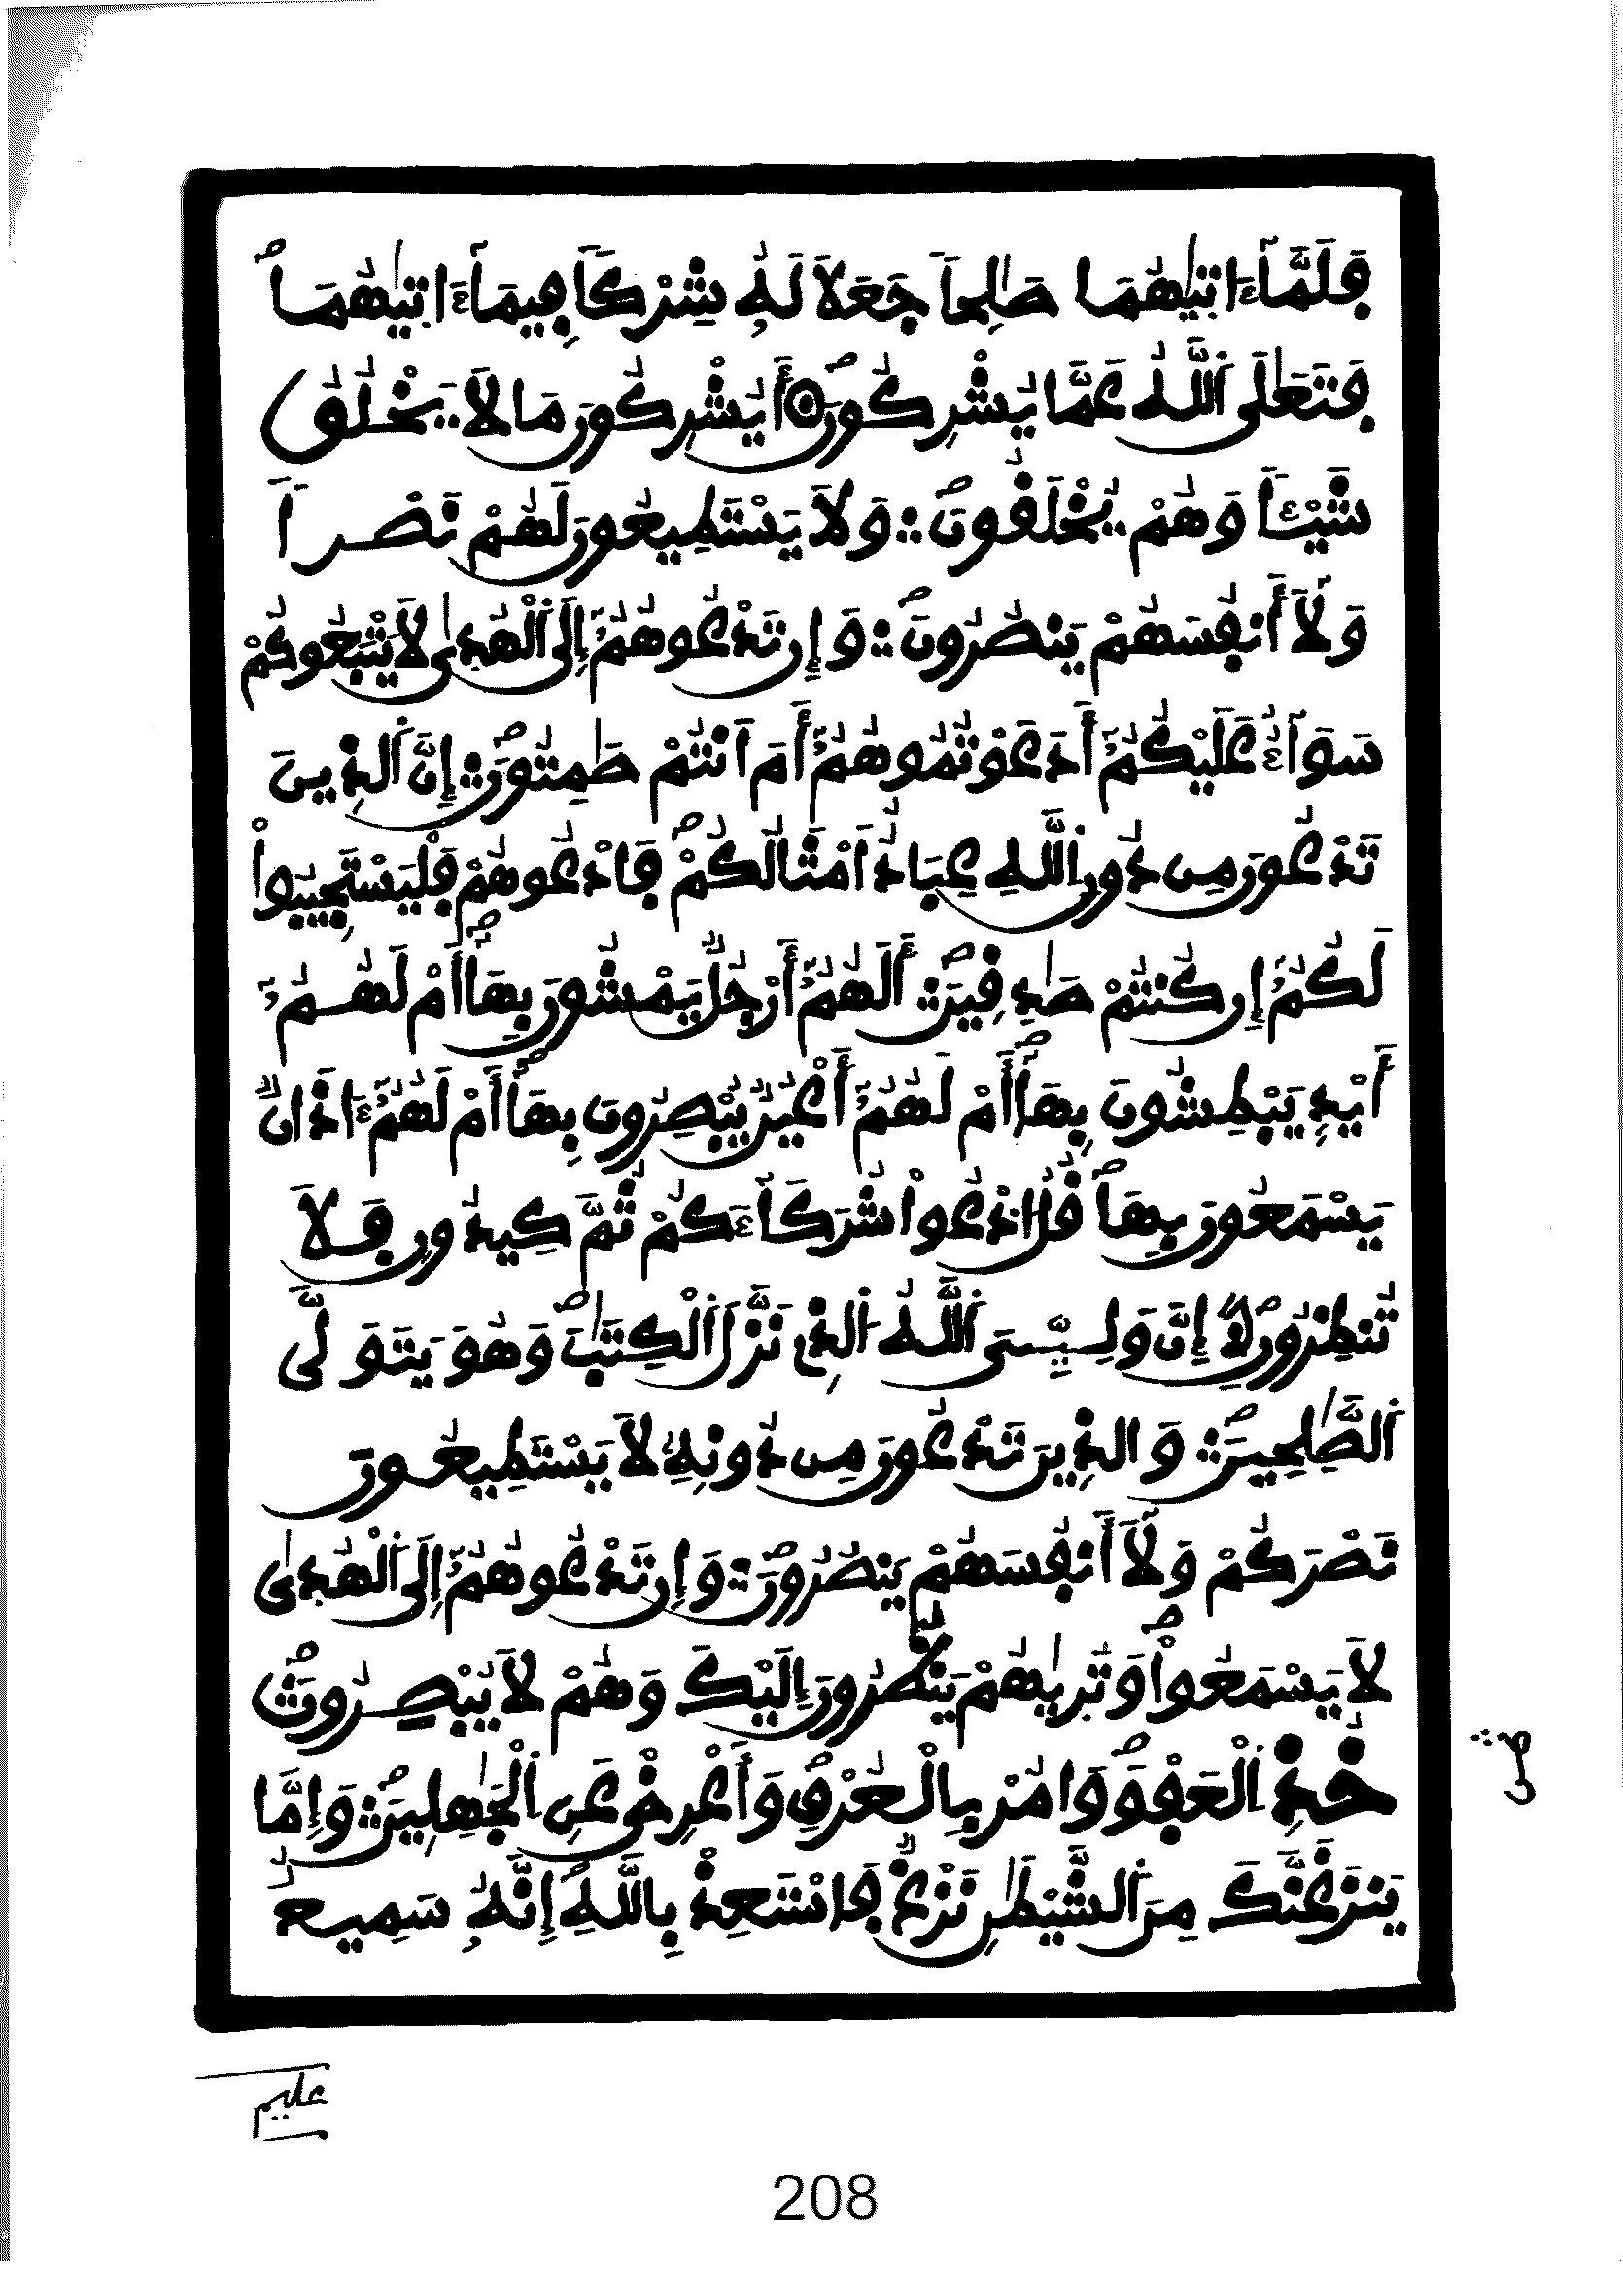 فَلَمَّآ ءَاتَيٰهُمَا صَٰلِحاً جَعَلَا لَهُۥ شِرْكاً فِيمَآ ءَاتَيٰهُمَاۖ
فَتَعَٰلَى اَ۬للَّهُ عَمَّا يُشْرِكُونَۖ أَيُشْرِكُونَ مَا لَا يَخْلُقُ
شَيْـٔاً وَهُمْ يُخْلَقُونَۖ وَلَا يَسْتَطِيعُونَ لَهُمْ نَصْراً
وَلَآ أَنفُسَهُمْ يَنصُرُونَۖ وَإِن تَدْعُوهُمُۥٓ إِلَى اَ۬لْهُد۪ىٰ لَا يَتْبَعُوكُمْ
سَوَآءٌ عَلَيْكُمُۥٓ أَدَعَوْتُمُوهُمُۥٓ أَمَ اَنتُمْ صَٰمِتُونَۖ إِنَّ اَ۬لذِينَ
تَدْعُونَ مِن دُونِ اِ۬للَّهِ عِبَادٌ اَمْثَالُكُمْۖ فَادْعُوهُمْ فَلْيَسْتَجِيبُواْ
لَكُمُۥٓ إِن كُنتُمْ صَٰدِقِينَۖ أَلَهُمُۥٓ أَرْجُلٞ يَمْشُونَ بِهَآۖ أَمْ لَهُمُۥٓ
أَيْدٖ يَبْطِشُونَ بِهَآۖ أَمْ لَهُمُۥٓ أَعْيُنٞ يُبْصِرُونَ بِهَآۖ أَمْ لَهُمُۥٓ ءَاذَانٞ
يَسْمَعُونَ بِهَاۖ قُلُ اُ۟دْعُواْ شُرَكَآءَكُمْ ثُمَّ كِيدُونِ فَلَا
تُنظِرُونِۖ إِنَّ وَلِـِّۧيَ اَ۬للَّهُ اُ۬لذِے نَزَّلَ اَ۬لْكِتَٰبَۖ وَهُوَ يَتَوَلَّى
اَ۬لصَّٰلِحِينَۖ وَالذِينَ تَدْعُونَ مِن دُونِهِۦ لَا يَسْتَطِيعُونَ
نَصْرَكُمْ وَلَآ أَنفُسَهُمْ يَنصُرُونَۖ وَإِن تَدْعُوهُمُۥٓ إِلَى اَ۬لْهُد۪ىٰ
لَا يَسْمَعُواْۖ وَتَر۪يٰهُمْ يَنظُرُونَ إِلَيْكَ وَهُمْ لَا يُبْصِرُونَۖ
خُذِ اِ۬لْعَفْوَۖ وَامُرْ بِالْعُرْفِۖ وَأَعْرِضْ عَنِ اِ۬لْجَٰهِلِينَۖ وَإِمَّا
يَنزَغَنَّكَ مِنَ اَ۬لشَّيْطَٰنِ نَزْغٞ فَاسْتَعِذْ بِاللَّهِۖ إِنَّهُۥ سَمِيعٌ
عليم
208